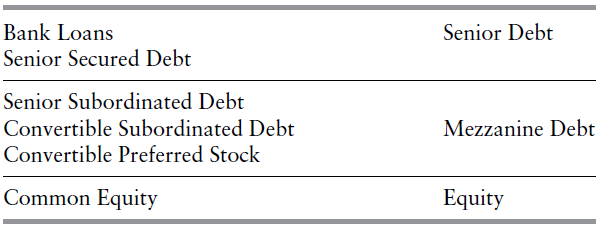 Bank Loans Senior Debt
Senior Secured Debt
Senior Subordinated Debt
Convertible Subordinated Debt Mezzanine Debt
Convertible Preferred Stock
Common Equity Equity